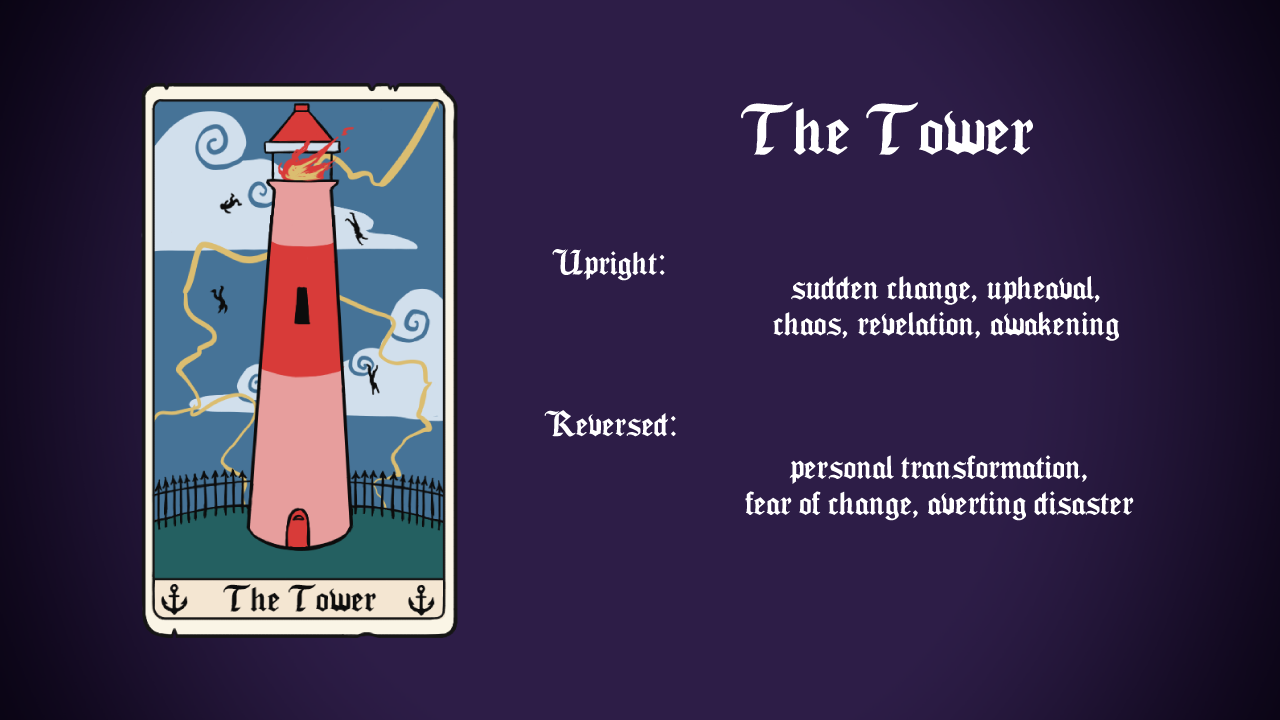 The Tower
Upright:
sudden change, upheaval,
chaos, revelation, awakening
Reversed:
personal transformation,
fear of change, averting disaster
The Tower